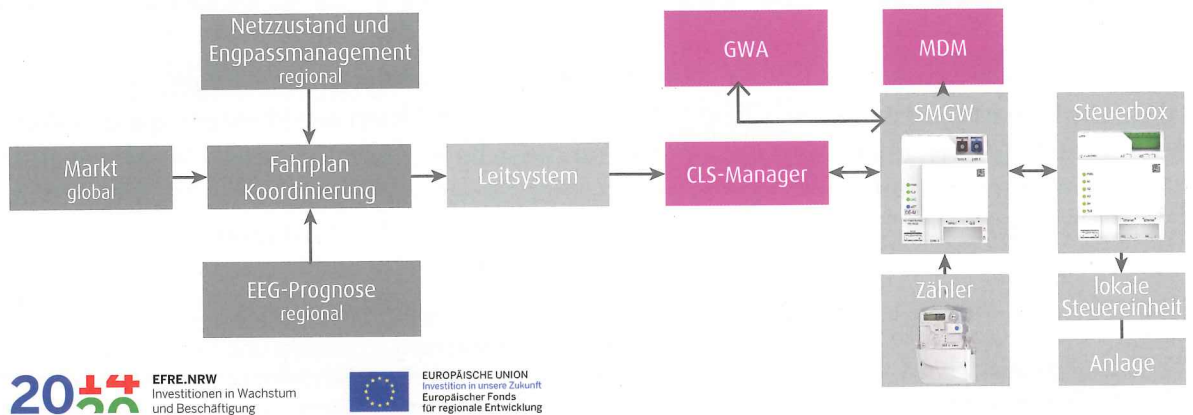 Netzzustand und
Engpassmanagement
regional
GWA
MDM
SMGW
Steuerbox
Markt
global
Fahrplan
Koordinierung
Leitsystem
CLS-Manager
EEG-Prognose
regional
Zähler
lokale
Steuereinheit
Anlage
2014
20
EFRE.NRW
Investitionen in Wachstum
und Beschäftigung
EUROPÄISCHE UNION
Investition in unsere Zukunft
Europäischer Fonds
für regionale Entwicklung